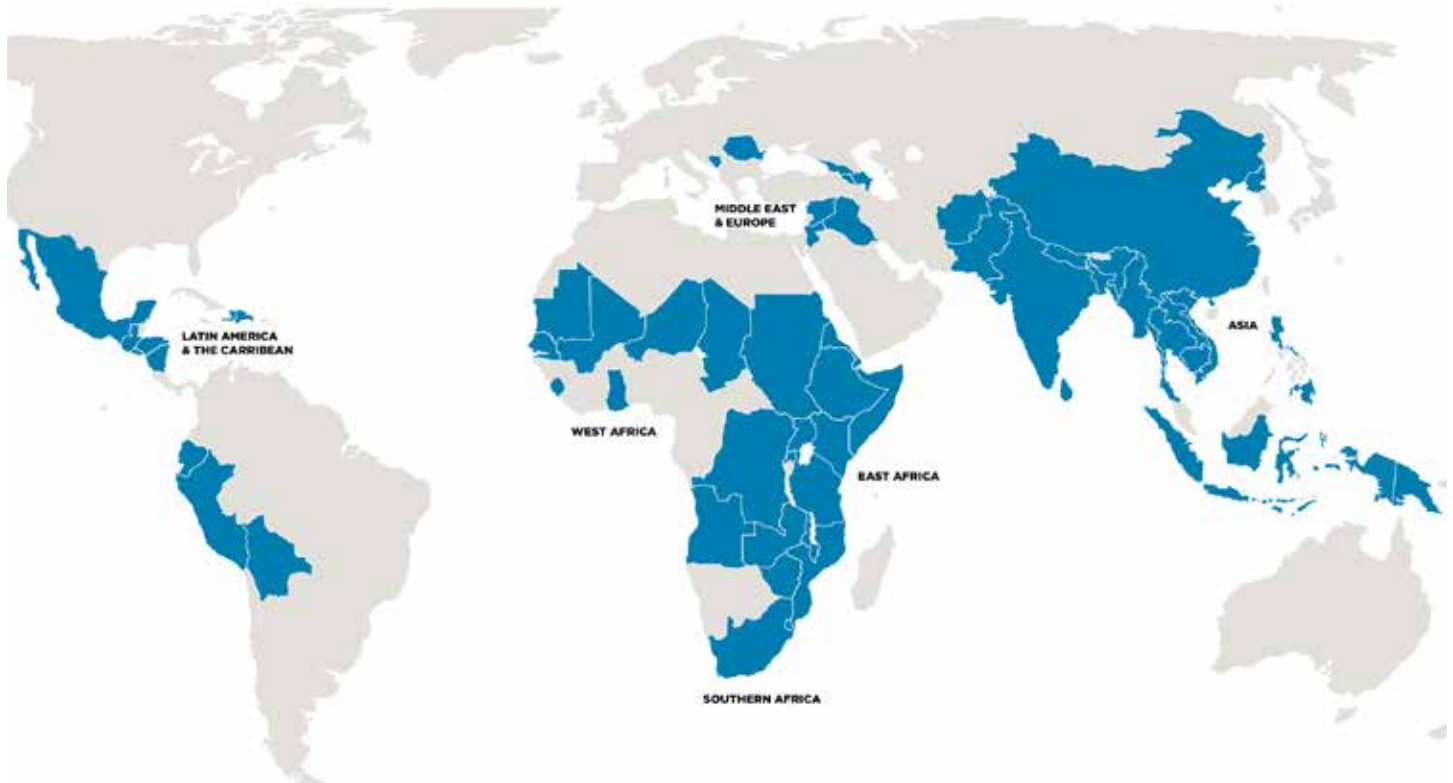 MIDDLE EAST
& EUROPE
LATIN AMERICA
& THE CARRIBEAN
ASIA
WEST AFRICA
EAST AFRICA
SOUTHERN AFRICA